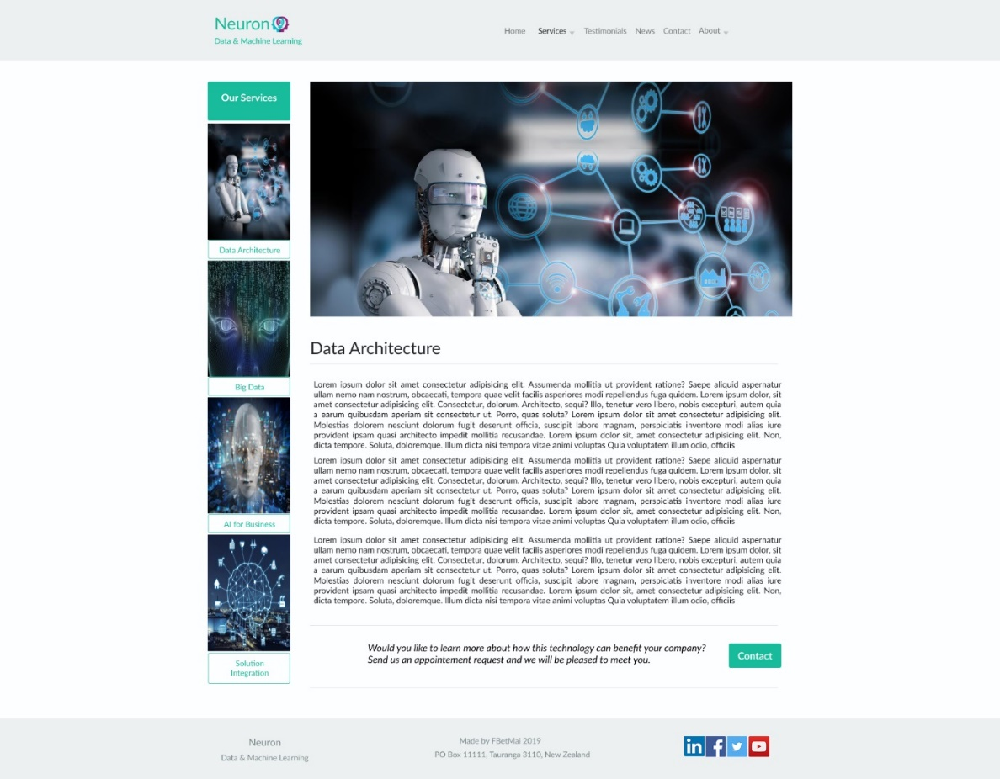 Neuron
Data & Machine Learning
Home Services Testimonials News Contact About
Our Services
Data Architecture
Big Data
AI for Business
Solution
Integration
Data Architecture
Lorem ipsum dolor sit amet consectetur adipisicing elit. Assumenda mollitia ut provident ratione? Saepe aliquid aspernatur
ullam nemo nam nostrum, obcaecati, tempora quae velit facilis asperiores modi repellendus fuga quidem. Lorem ipsum dolor, sit
amet consectetur adipisicing elit. Consectetur, dolorum. Architecto, sequi? Illo, tenetur vero libero, nobis excepturi, autem quia
a earum quibusdam aperiam sit consectetur ut. Porro, quas soluta? Lorem ipsum dolor sit amet consectetur adipisicing elit.
Molestias dolorem nesciunt dolorum fugit deserunt officia, suscipit labore magnam, perspiciatis inventore modi alias iure
provident ipsam quasi architecto impedit mollitia recusandae. Lorem ipsum dolor sit, amet consectetur adipisicing elit. Non,
dicta tempore. Soluta, doloremque. Illum dicta nisi tempora vitae animi voluptas Quia voluptatem illum odio, officiis
Lorem ipsum dolor sit amet consectetur adipisicing elit. Assumenda mollitia ut provident ratione? Saepe aliquid aspernatur
ullam nemo nam nostrum, obcaecati, tempora quae velit facilis asperiores modi repellendus fuga quidem. Lorem ipsum dolor, sit
amet consectetur adipisicing elit. Consectetur, dolorum. Architecto, sequi? Illo, tenetur vero libero, nobis excepturi, autem quia
a earum quibusdam aperiam sit consectetur ut. Porro, quas soluta? Lorem ipsum dolor sit amet consectetur adipisicing elit.
Molestias dolorem nesciunt dolorum fugit deserunt officia, suscipit labore magnam, perspiciatis inventore modi alias iure
provident ipsam quasi architecto impedit mollitia recusandae. Lorem ipsum dolor sit, amet consectetur adipisicing elit. Non,
dicta tempore. Soluta, doloremque. Illum dicta nisi tempora vitae animi voluptas Quia voluptatem illum odio, officiis
Lorem ipsum dolor sit amet consectetur adipisicing elit. Assumenda mollitia ut provident ratione? Saepe aliquid aspernatur
ullam nemo nam nostrum, obcaecati, tempora quae velit facilis asperiores modi repellendus fuga quidem. Lorem ipsum dolor, sit
amet consectetur adipisicing elit. Consectetur, dolorum. Architecto, sequi? Illo, tenetur vero libero, nobis excepturi, autem quia
a earum quibusdam aperiam sit consectetur ut. Porro, quas soluta? Lorem ipsum dolor sit amet consectetur adipisicing elit.
Molestias dolorem nesciunt dolorum fugit deserunt officia, suscipit labore magnam, perspiciatis inventore modi alias iure
provident ipsam quasi architecto impedit mollitia recusandae. Lorem ipsum dolor sit, amet consectetur adipisicing elit. Non,
dicta tempore. Soluta, doloremque. Illum dicta nisi tempora vitae animi voluptas Quia voluptatem illum odio, officiis
Would you like to learn more about how this technology can benefit your company?
Send us an appointement request and we will be pleased to meet you.
Contact
Neuron
Data & Machine Learning
Made by FBetMai 2019
PO Box 11111, Tauranga 3110, New Zealand